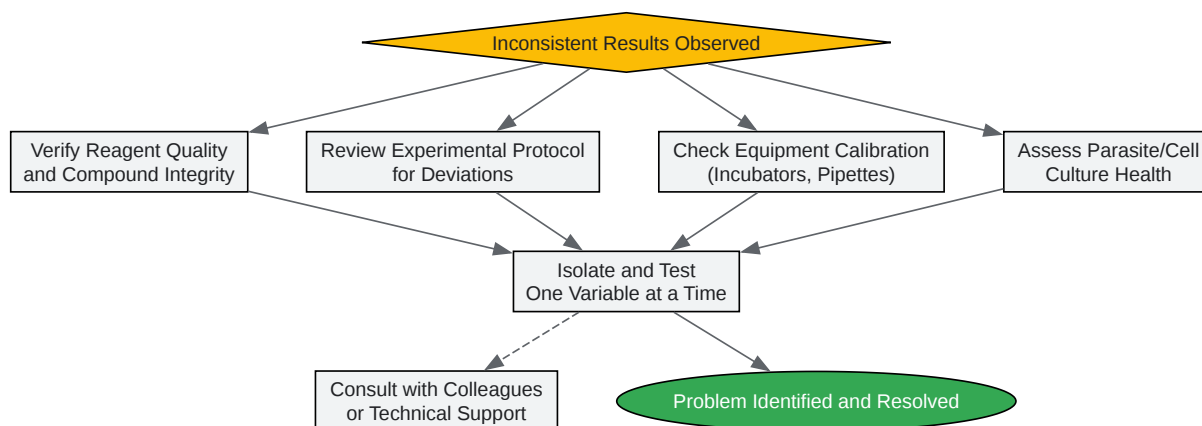 Inconsistent Results Observed
Verify Reagent Quality
and Compound Integrity
Review Experimental Protocol
for Deviations
Check Equipment Calibration
(Incubators, Pipettes)
Assess Parasite/Cell
Culture Health
Isolate and Test
One Variable at a Time
Consult with Colleagues
or Technical Support
Problem Identified and Resolved